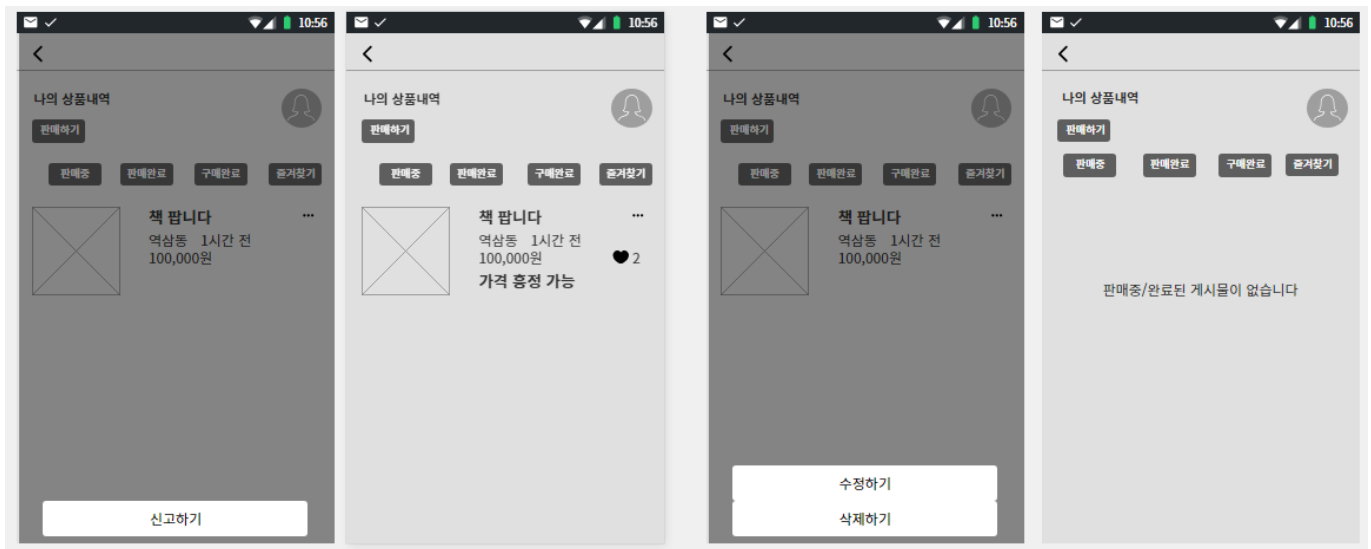 10:56
나의 상품내역
판매하기
판매중 판매완료 구매완료 즐겨찾기
책 팝니다 ...
역삼동 1시간 전
100,000원
신고하기
10:56
나의 상품내역
판매하기
판매중 판매완료 구매완료 즐겨찾기
책 팝니다 ...
역삼동 1시간 전
100,000원 2
가격 흥정 가능
10:56
나의 상품내역
판매하기
판매중 판매완료 구매완료 즐겨찾기
책 팝니다 ...
역삼동 1시간 전
100,000원
수정하기
삭제하기
10:56
나의 상품내역
판매하기
판매중 판매완료 구매완료 즐겨찾기
판매중/완료된 게시물이 없습니다